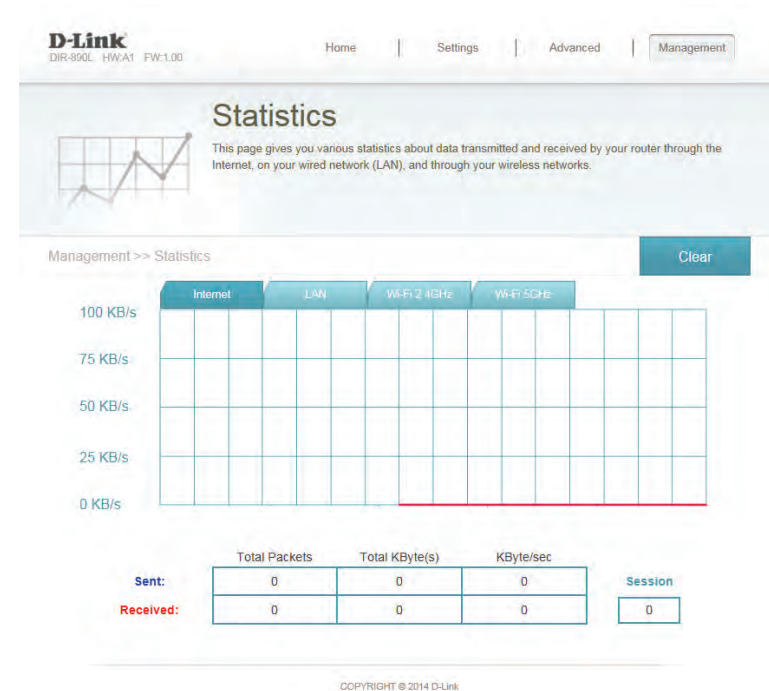 D-Link
DIR-890L HW:A1 FW:1.00
Home | Settings | Advanced | Management
Statistics
This page gives you various statistics about data transmitted and received by your router through the
Internet, on your wired network (LAN), and through your wireless networks.
Management >> Statistics
Clear
Internet LAN Wi-Fi 2.4GHz Wi-Fi 5GHz
100 KB/s
75 KB/s
50 KB/s
25 KB/s
0 KB/s
Total Packets Total KByte(s) KByte/sec
Sent: 0 0 0 Session
Received: 0 0 0 0
COPYRIGHT © 2014 D-Link